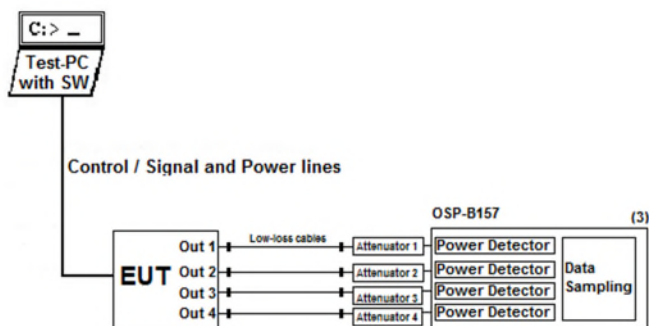 C:> _
Test-PC
with SW
Control / Signal and Power lines
OSP-B157
(3)
Out 1
Low-loss cables
Attenuator 1
Power Detector
EUT
Out 2
Attenuator 2
Power Detector
Data
Sampling
Out 3
Attenuator 3
Power Detector
Out 4
Attenuator 4
Power Detector